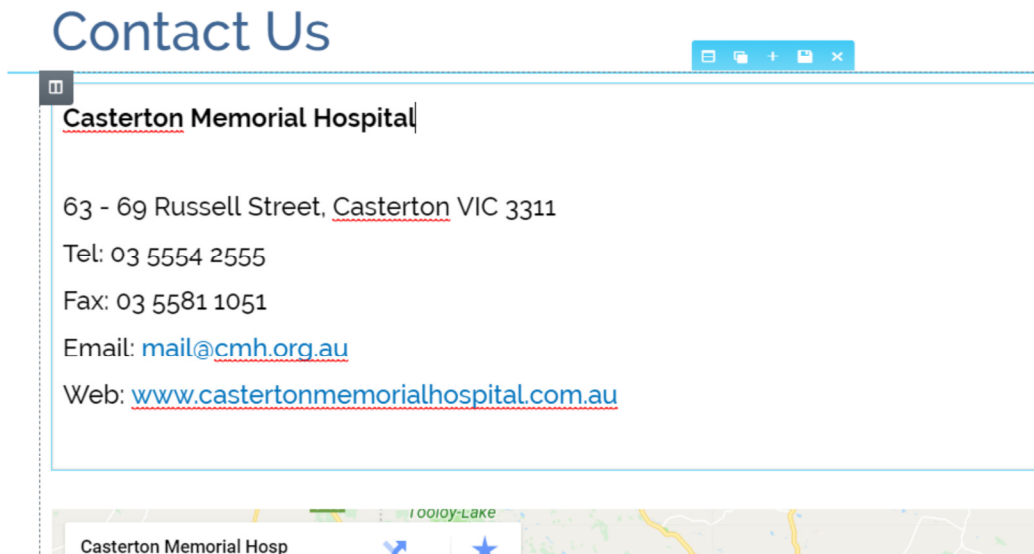 Contact Us
Casterton Memorial Hospital
63 - 69 Russell Street, Casterton VIC 3311
Tel: 03 5554 2555
Fax: 03 5581 1051
Email: mail@cmh.org.au
Web: www.castertonmemorialhospital.com.au
Tooloy-Lake
Casterton Memorial Hosp